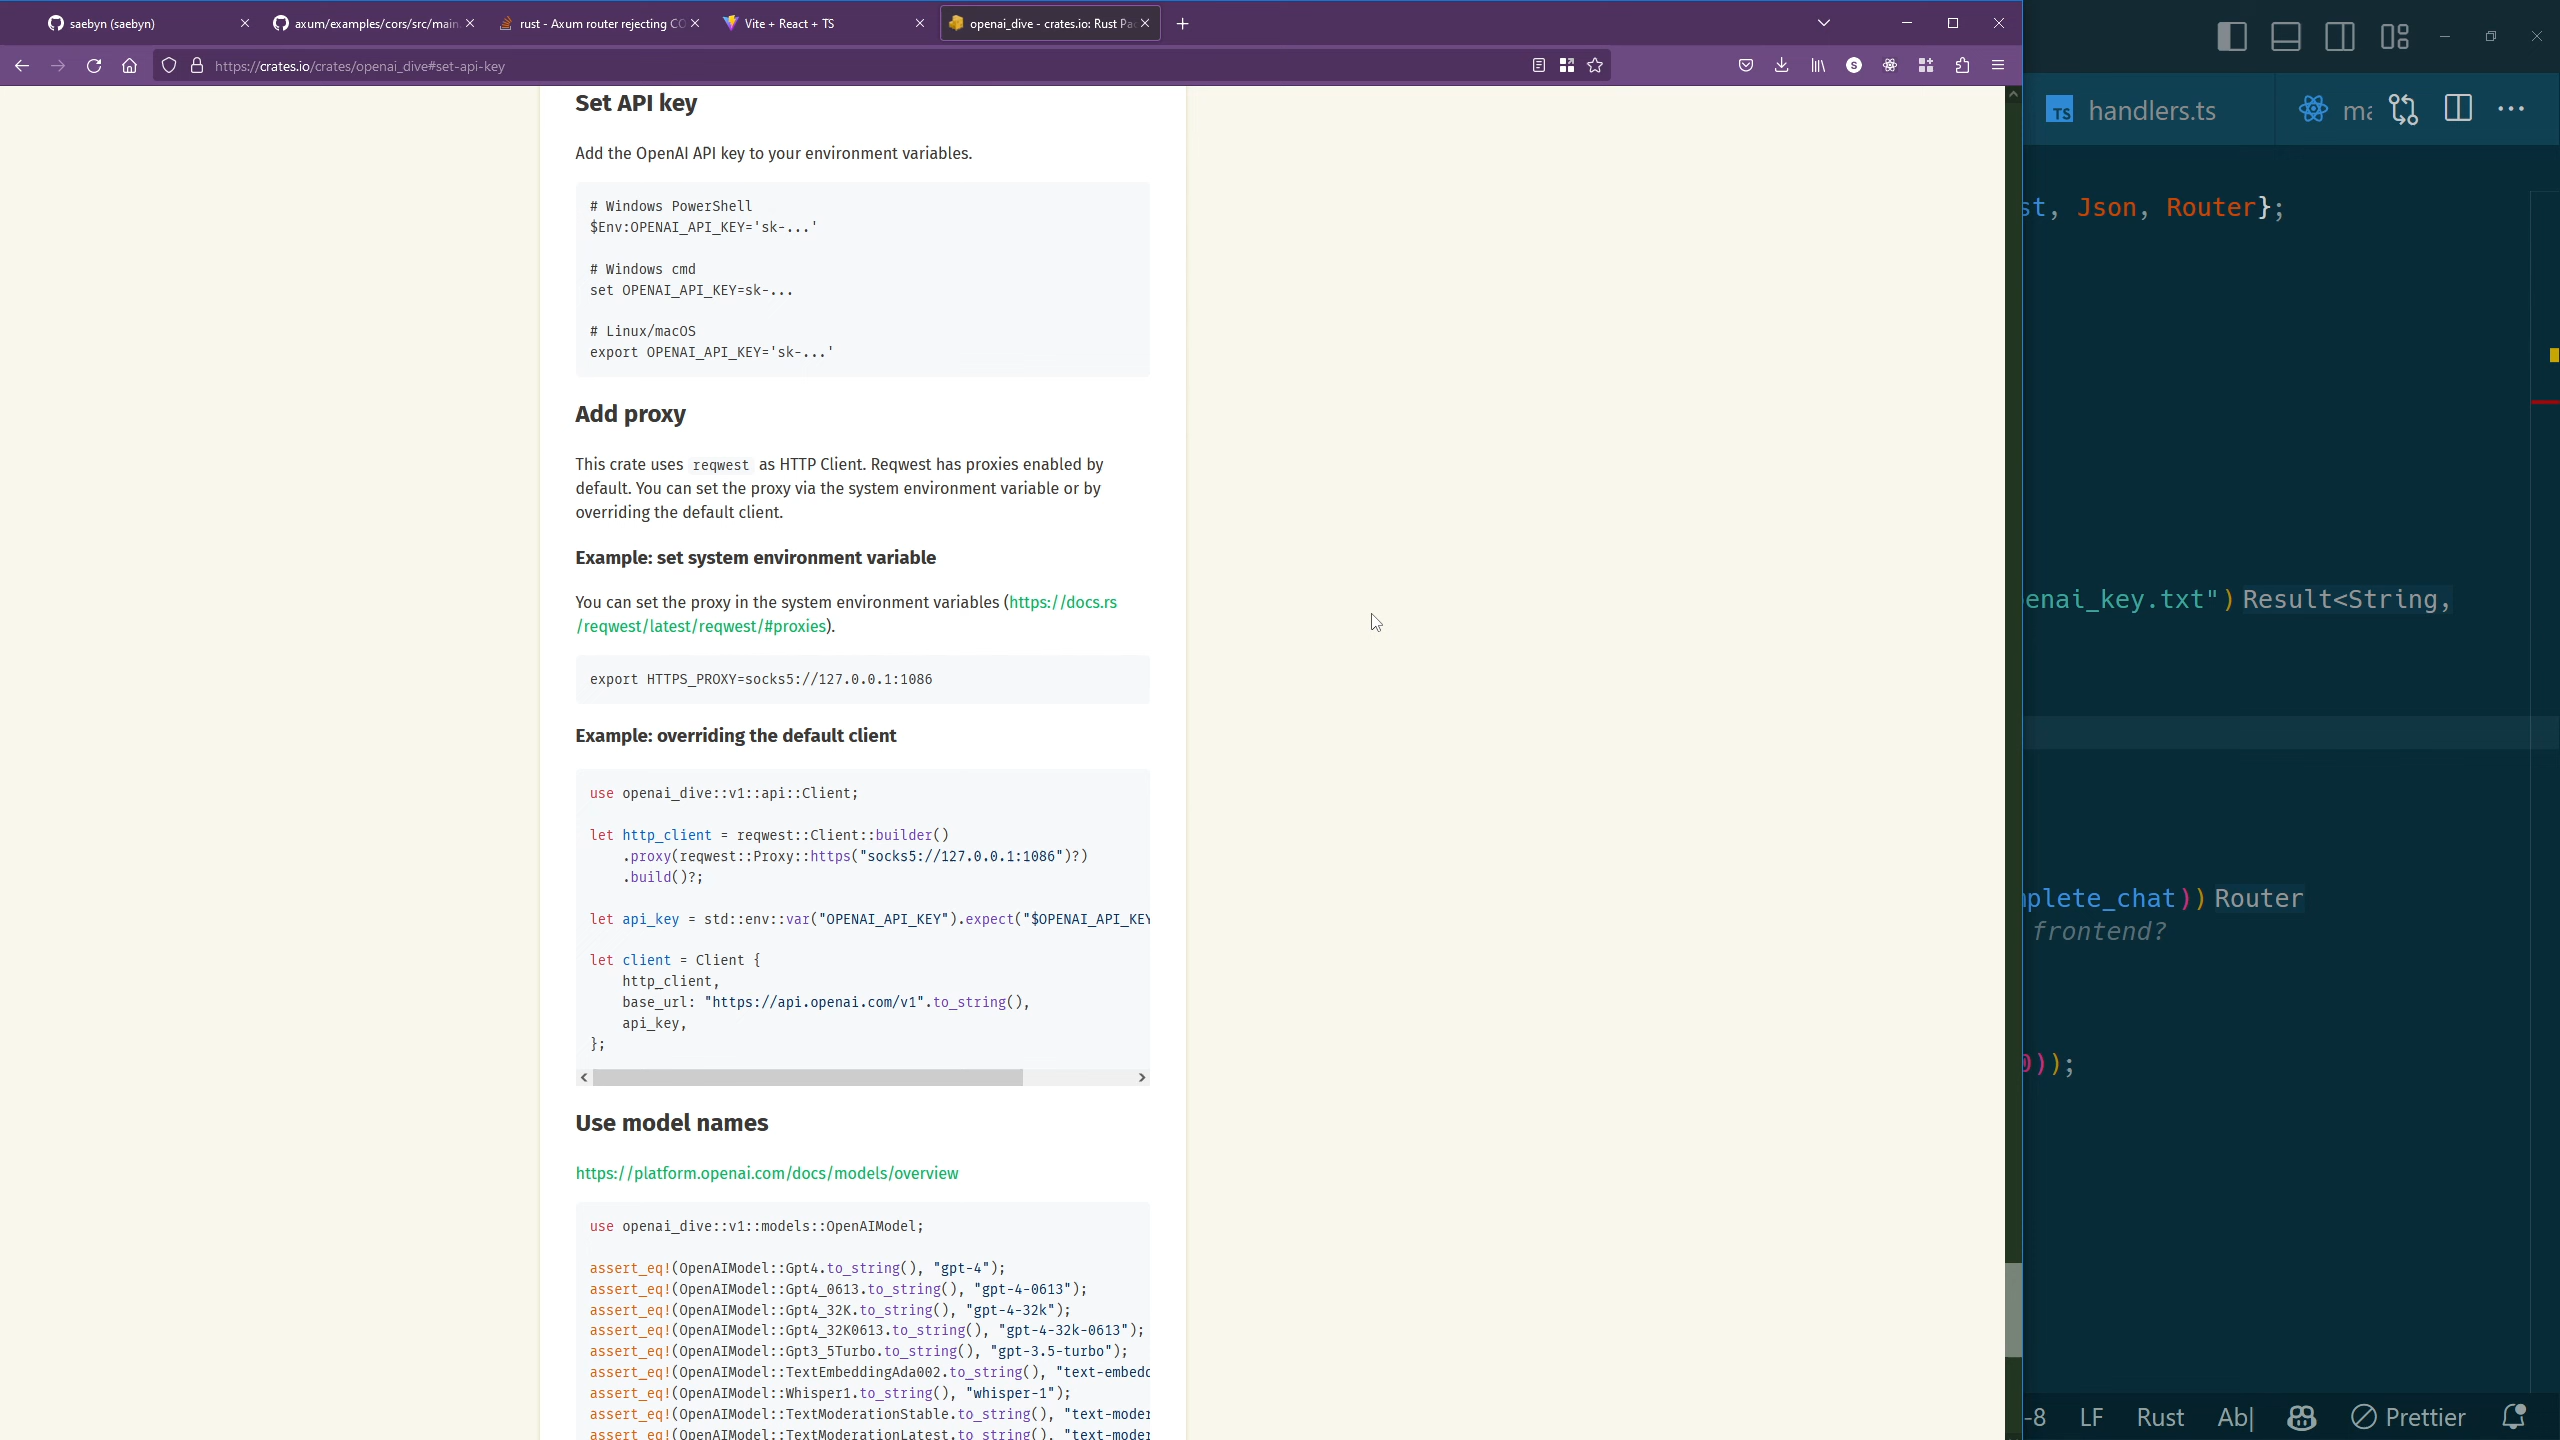 saebyn (saebyn)
axum/examples/cors/src/main.
rust - Axum router rejecting CO
Vite + React + TS
openai_dive - crates.io: Rust Pa
https://crates.io/crates/openai_dive#set-api-key
Set API key
Add the OpenAI API key to your environment variables.
# Windows PowerShell
$Env:OPENAI_API_KEY='sk-...'
# Windows cmd
set OPENAI_API_KEY=sk-...
# Linux/macOS
export OPENAI_API_KEY='sk-...'
Add proxy
This crate uses reqwest as HTTP Client. Reqwest has proxies enabled by
default. You can set the proxy via the system environment variable or by
overriding the default client.
Example: set system environment variable
You can set the proxy in the system environment variables (https://docs.rs
/reqwest/latest/reqwest/#proxies).
export HTTPS_PROXY=socks5://127.0.0.1:1086
Example: overriding the default client
use openai_dive::v1::api::Client;
let http_client = reqwest::Client::builder()
.proxy(reqwest::Proxy::https("socks5://127.0.0.1:1086")?)
.build()?;
let api_key = std::env::var("OPENAI_API_KEY").expect("$OPENAI_API_KEY
let client = Client {
http_client,
base_url: "https://api.openai.com/v1".to_string(),
api_key,
};
Use model names
https://platform.openai.com/docs/models/overview
use openai_dive::v1::models::OpenAIModel;
assert_eq!(OpenAIModel::Gpt4.to_string(), "gpt-4");
assert_eq!(OpenAIModel::Gpt4_0613.to_string(), "gpt-4-0613");
assert_eq!(OpenAIModel::Gpt4_32K.to_string(), "gpt-4-32k");
assert_eq!(OpenAIModel::Gpt4_32K0613.to_string(), "gpt-4-32k-0613");
assert_eq!(OpenAIModel::Gpt3_5Turbo.to_string(), "gpt-3.5-turbo");
assert_eq!(OpenAIModel::TextEmbeddingAda002.to_string(), "text-embedd
assert_eq!(OpenAIModel::Whisper1.to_string(), "whisper-1");
assert_eq!(OpenAIModel::TextModerationStable.to_string(), "text-moder
assert_eq!(OpenAIModel::TextModerationLatest.to_string(), "text-moder
TS handlers.ts
ma
st, Json, Router};
enai_key.txt") Result<String,
mplete_chat)) Router
frontend?
0));
-8 LF Rust Ab| Prettier